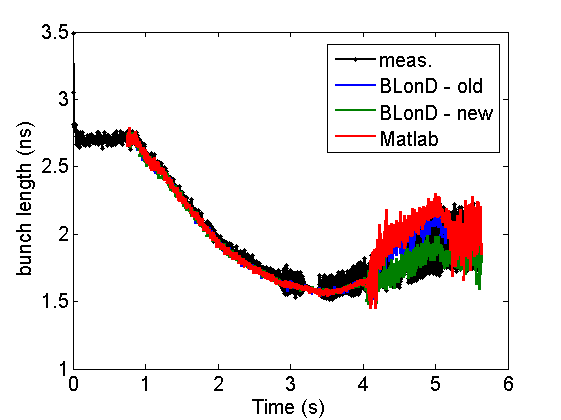 3.5
3
2.5
2
1.5
1
0 1 2 3 4 5 6
bunch length (ns)
Time (s)
meas.
BLonD - old
BLonD - new
Matlab